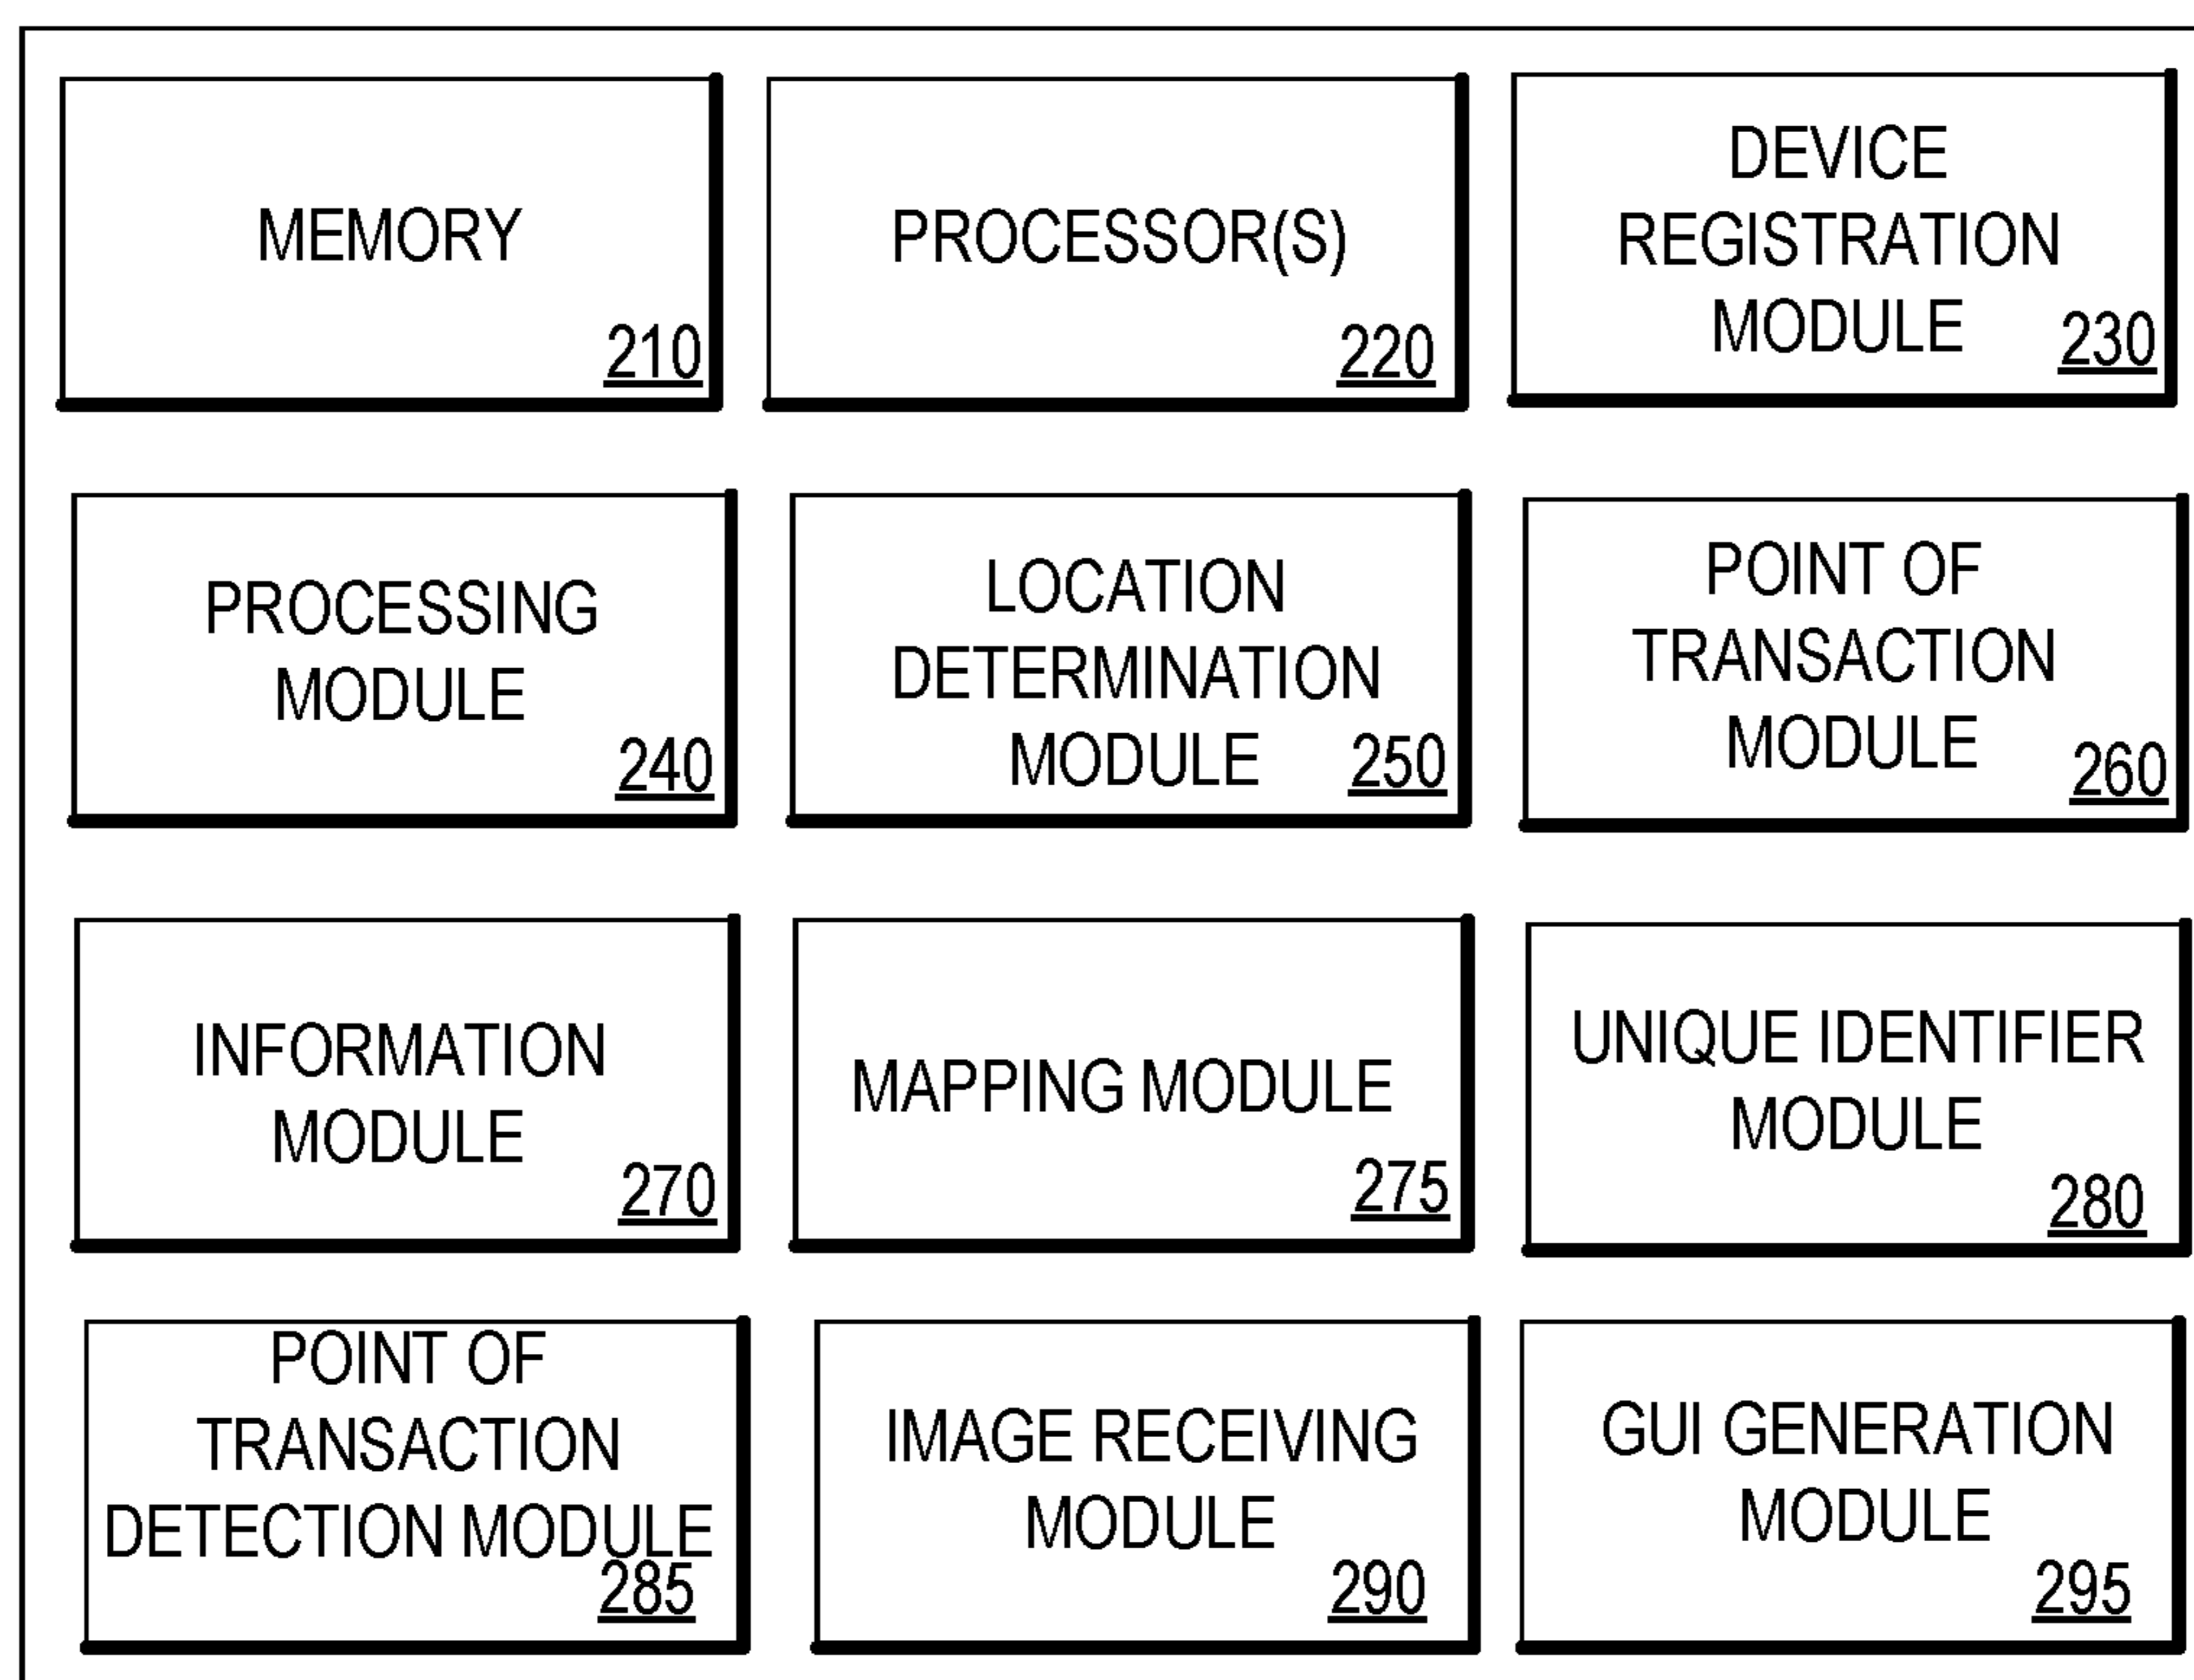 MEMORY
210
PROCESSOR(S)
220
DEVICE
REGISTRATION
MODULE
230
PROCESSING
MODULE
240
LOCATION
DETERMINATION
MODULE
250
POINT OF
TRANSACTION
MODULE
260
INFORMATION
MODULE
270
MAPPING MODULE
275
UNIQUE IDENTIFIER
MODULE
280
POINT OF
TRANSACTION
DETECTION MODULE
285
IMAGE RECEIVING
MODULE
290
GUI GENERATION
MODULE
295